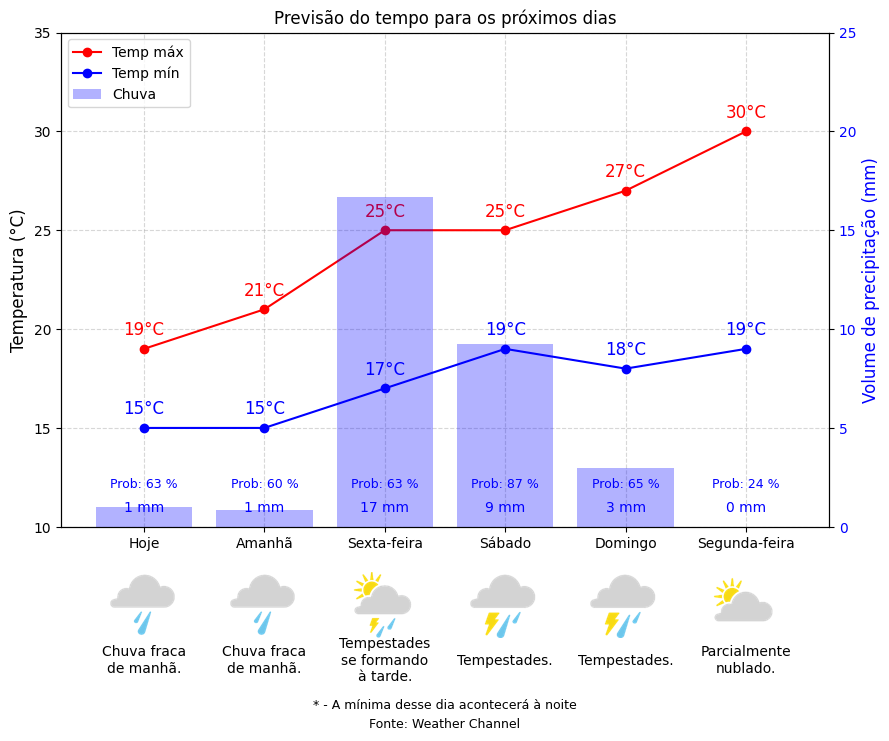 Previsão do tempo para os próximos dias
Temp máx
Temp mín
Chuva
Temperatura (°C)
35
30
25
20
15
10
Volume de precipitação (mm)
25
20
15
10
5
0
19°C 21°C 25°C 25°C 27°C 30°C
15°C 15°C 17°C 19°C 18°C 19°C
Prob: 63 % Prob: 60 % Prob: 63 % Prob: 87 % Prob: 65 % Prob: 24 %
1 mm 1 mm 17 mm 9 mm 3 mm 0 mm
Hoje Amanhã Sexta-feira Sábado Domingo Segunda-feira
Chuva fraca
de manhã.
Chuva fraca
de manhã.
Tempestades
se formando
à tarde.
Tempestades.
Tempestades.
Parcialmente
nublado.
* - A mínima desse dia acontecerá à noite
Fonte: Weather Channel